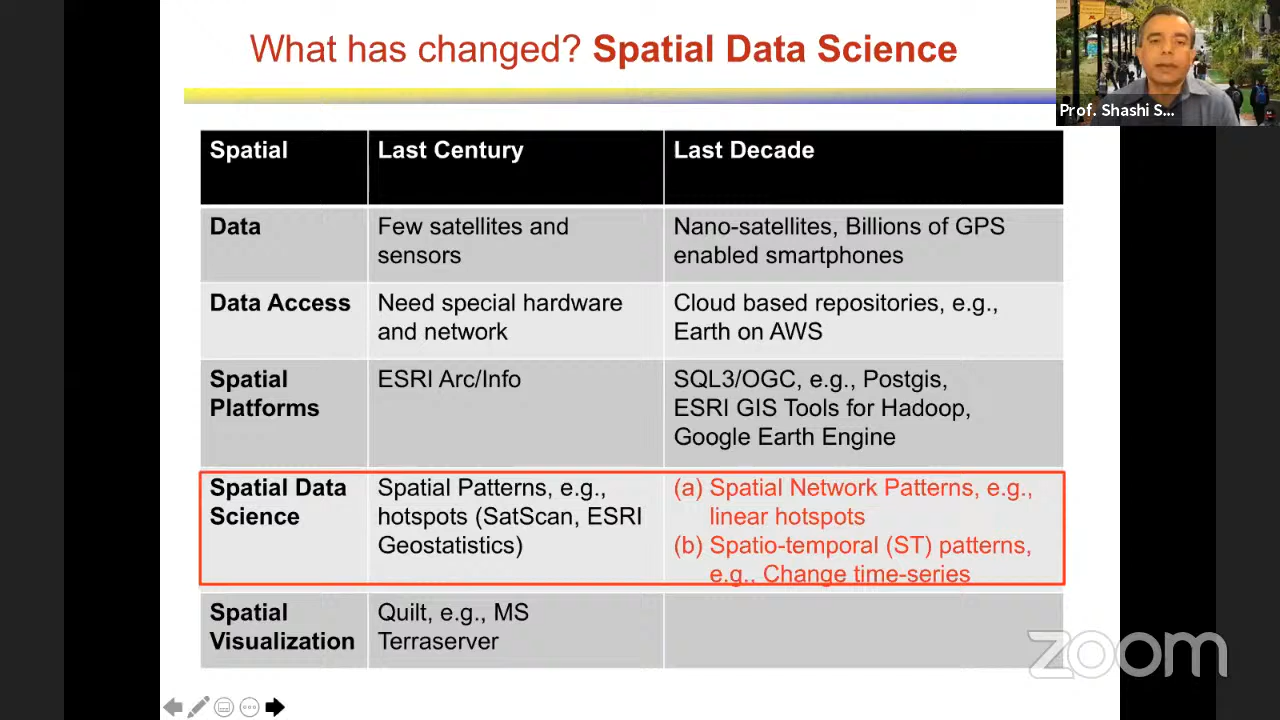 What has changed? Spatial Data Science
Prof. Shashi S...
Spatial
Last Century
Last Decade
Data
Few satellites and
sensors
Nano-satellites, Billions of GPS
enabled smartphones
Data Access
Need special hardware
and network
Cloud based repositories, e.g.,
Earth on AWS
Spatial
Platforms
ESRI Arc/Info
SQL3/OGC, e.g., Postgis,
ESRI GIS Tools for Hadoop,
Google Earth Engine
Spatial Data
Science
Spatial Patterns, e.g.,
hotspots (SatScan, ESRI
Geostatistics)
(a) Spatial Network Patterns, e.g.,
linear hotspots
(b) Spatio-temporal (ST) patterns,
e.g., Change time-series
Spatial
Visualization
Quilt, e.g., MS
Terraserver
zoom